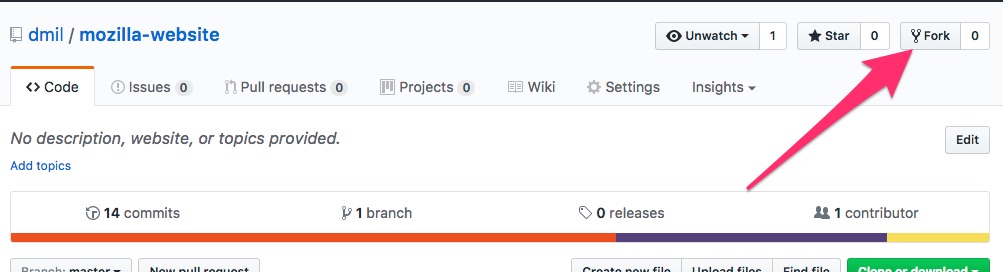 dmil / mozilla-website Unwatch 1 Star 0 Fork 0
Code Issues 0 Pull requests 0 Projects 0 Wiki Settings Insights
No description, website, or topics provided. Edit
Add topics
14 commits 1 branch 0 releases 1 contributor
Branch: master New pull request Create new file Upload files Find file Clone or download